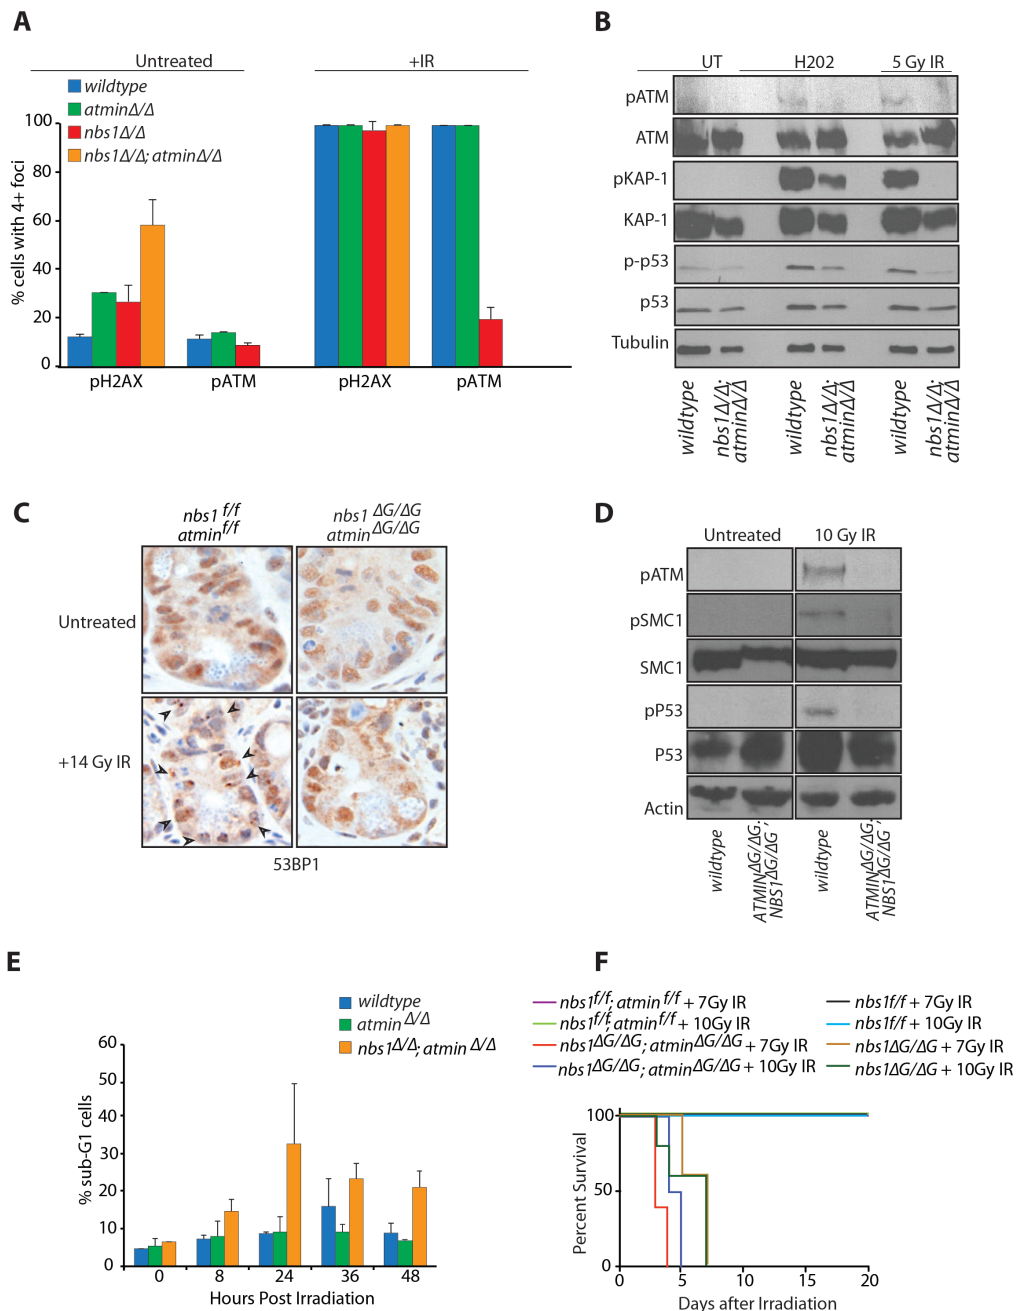 A
Untreated
+IR
wildtype
atminΔ/Δ
nbs1Δ/Δ
nbs1Δ/Δ; atminΔ/Δ
% cells with 4+ foci
100
80
60
40
20
0
pH2AX
pATM
pH2AX
pATM
B
UT
H202
5 Gy IR
pATM
ATM
pKAP-1
KAP-1
p-p53
p53
Tubulin
wildtype
nbs1Δ/Δ;
atminΔ/Δ
wildtype
nbs1Δ/Δ;
atminΔ/Δ
wildtype
nbs1Δ/Δ;
atminΔ/Δ
C
nbs1 f/f
atmin f/f
nbs1 ΔG/ΔG
atmin ΔG/ΔG
Untreated
+14 Gy IR
53BP1
D
Untreated
10 Gy IR
pATM
pSMC1
SMC1
pP53
P53
Actin
wildtype
ATMINΔG/ΔG;
NBS1ΔG/ΔG
wildtype
ATMINΔG/ΔG;
NBS1ΔG/ΔG
E
wildtype
atmin Δ/Δ
nbs1Δ/Δ; atmin Δ/Δ
% sub-G1 cells
60
50
40
30
20
10
0
0
8
24
36
48
Hours Post Irradiation
F
nbs1f/f; atmin f/f + 7Gy IR
nbs1f/f; atminf/f + 10Gy IR
nbs1ΔG/ΔG; atminΔG/ΔG + 7Gy IR
nbs1ΔG/ΔG; atminΔG/ΔG + 10Gy IR
nbs1f/f + 7Gy IR
nbs1f/f + 10Gy IR
nbs1ΔG/ΔG + 7Gy IR
nbs1ΔG/ΔG + 10Gy IR
Percent Survival
100
50
0
0
5
10
15
20
Days after Irradiation